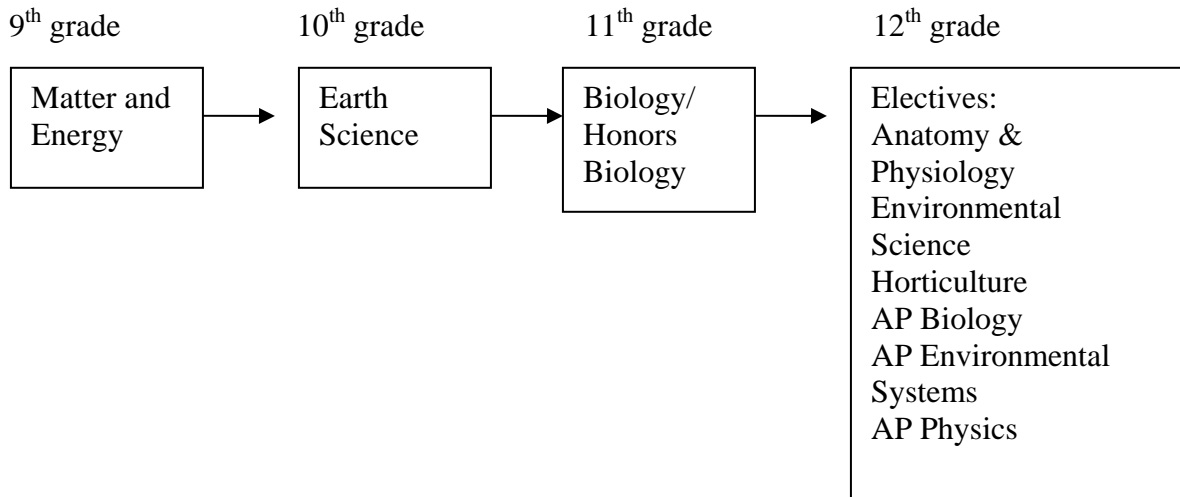 9th grade
10th grade
11th grade
12th grade
Matter and
Energy
Earth
Science
Biology/
Honors
Biology
Electives:
Anatomy &
Physiology
Environmental
Science
Horticulture
AP Biology
AP Environmental
Systems
AP Physics